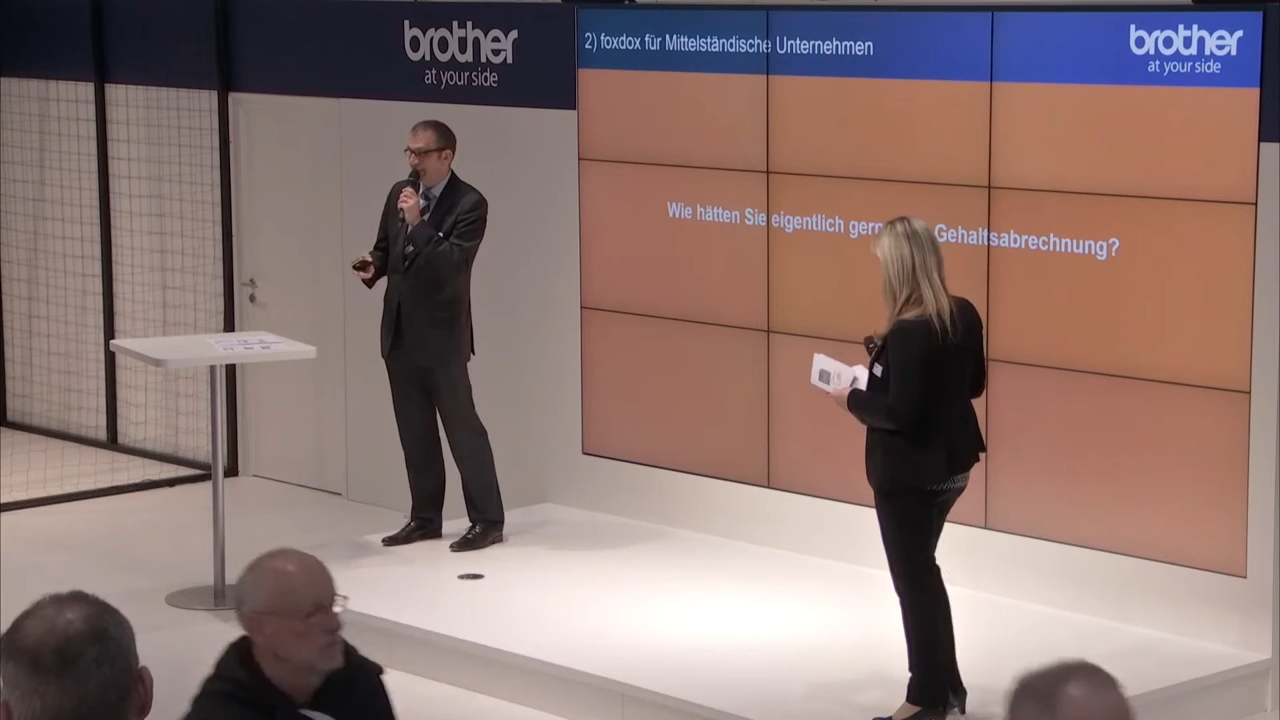 brother
at your side
2) foxdox für Mittelständische Unternehmen
brother
at your side
Wie hätten Sie eigentlich Gehaltsabrechnung?